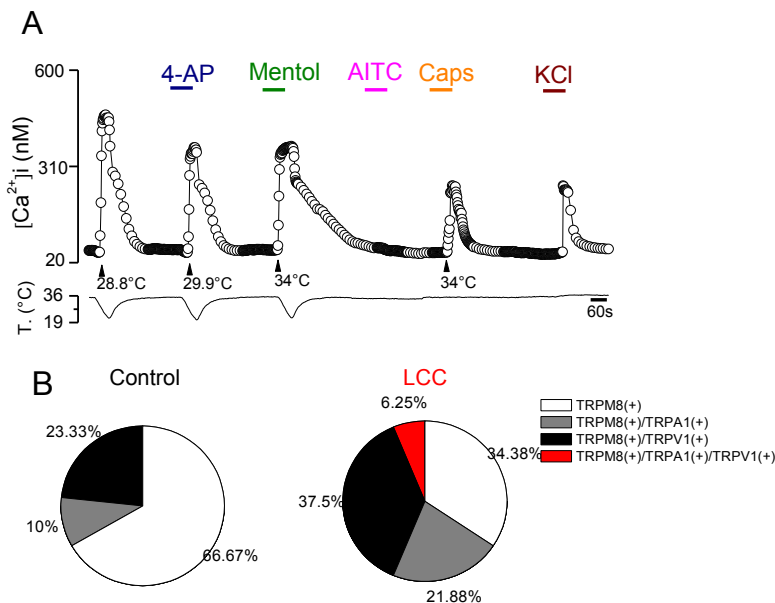 A
600
4-AP
Mentol
AITC
Caps
KCl
[Ca2+]i (nM)
310
20
28.8°C
29.9°C
34°C
34°C
T. (°C)
36
19
60s
B
Control
LCC
23.33%
10%
66.67%
6.25%
34.38%
37.5%
21.88%
TRPM8(+)
TRPM8(+)/TRPA1(+)
TRPM8(+)/TRPV1(+)
TRPM8(+)/TRPA1(+)/TRPV1(+)